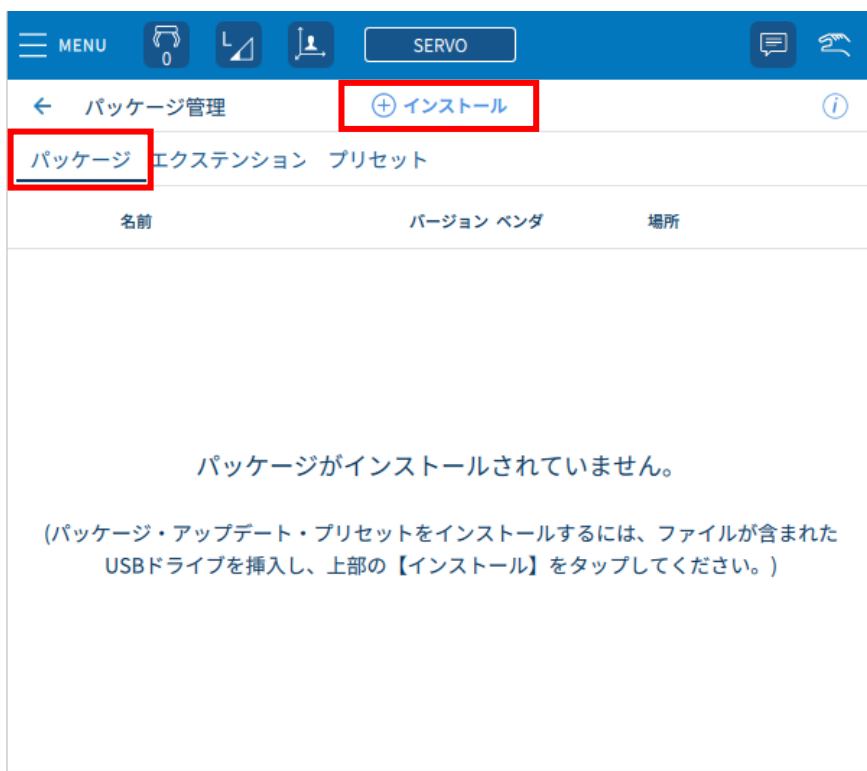 MENU
0
L
SERVO
パッケージ管理
インストール
i
パッケージ エクステンション プリセット
名前 バージョン ベンダ 場所
パッケージがインストールされていません。
(パッケージ・アップデート・プリセットをインストールするには、ファイルが含まれた
USBドライブを挿入し、上部の【インストール】をタップしてください。)